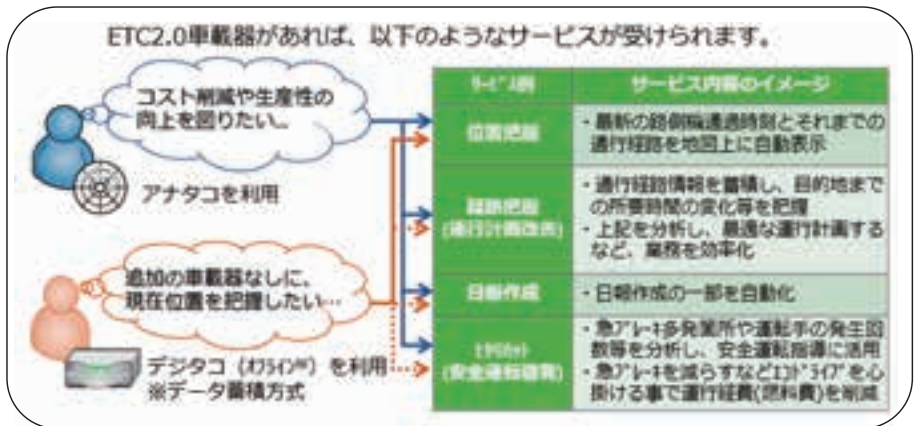 ETC2.0車載器があれば、以下のようなサービスが受けられます。
コスト削減や生産性の
向上を図りたい…
アナタコを利用
追加の車載器なしに、
現在位置を把握したい…
デジタコ（ｵﾌﾗｲﾝ）を利用
※データ蓄積方式
ｻｰﾋﾞｽ例
サービス内容のイメージ
位置把握
・最新の路側機通過時刻とそれまでの
通行経路を地図上に自動表示
経路把握
(運行計画改善)
・通行経路情報を蓄積し、目的地まで
の所要時間の変化等を把握
・上記を分析し、最適な運行計画する
など、業務を効率化
日報作成
・日報作成の一部を自動化
(安全運転啓発)
・急ﾌﾞﾚｰｷ多発箇所や運転手の発生回
数等を分析し、安全運転指導に活用
・急ﾌﾞﾚｰｷを減らすなどｴｺﾄﾞﾗｲﾌﾞを心
掛ける事で運行経費(燃料費)を削減